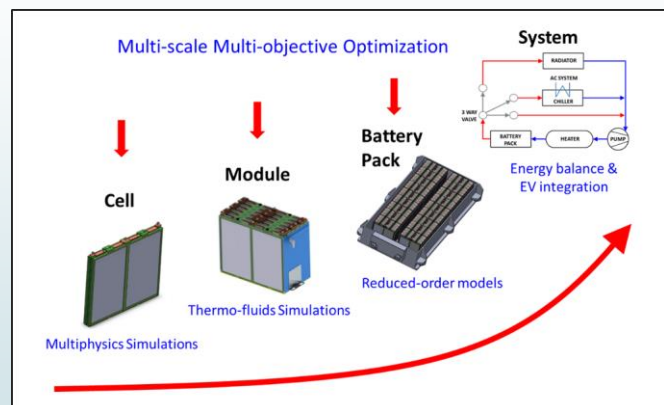 Multi-scale Multi-objective Optimization
System
RADIATOR
AC SYSTEM
CHILLER
3 WAY
VALVE
BATTERY
PACK
HEATER
PUMP
Energy balance &
EV integration
Battery
Pack
Reduced-order models
Module
Thermo-fluids Simulations
Cell
Multiphysics Simulations